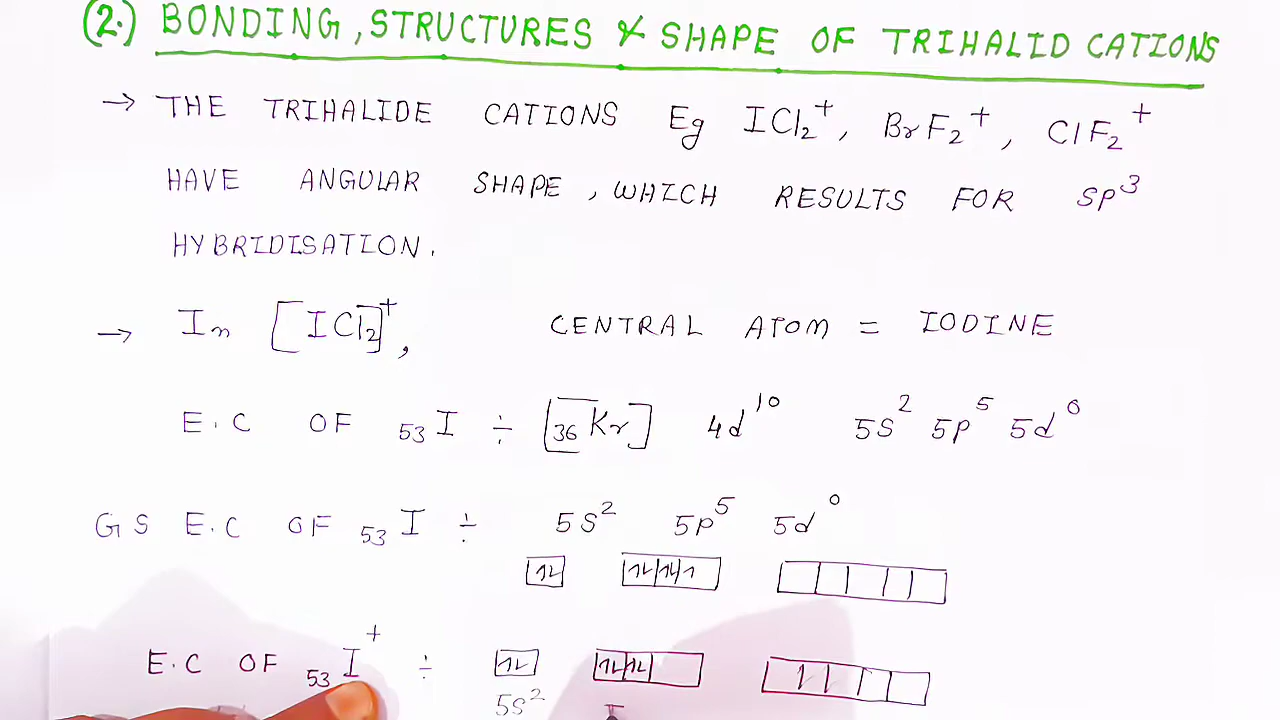 (2.) BONDING, STRUCTURES & SHAPE OF TRIHALID CATIONS
→ THE TRIHALIDE CATIONS Eg ICl₂⁺, BrF₂⁺, ClF₂⁺
HAVE ANGULAR SHAPE, WHICH RESULTS FOR SP³
HYBRIDISATION.
→ In [ICl₂]⁺, CENTRAL ATOM = IODINE
E.C OF ₅₃I ÷ [₃₆Kr] 4d¹⁰ 5S² 5P⁵ 5d⁰
GS E.C OF ₅₃I ÷ 5S² 5P⁵ 5d⁰
E.C OF ₅₃I⁺ ÷
5S²